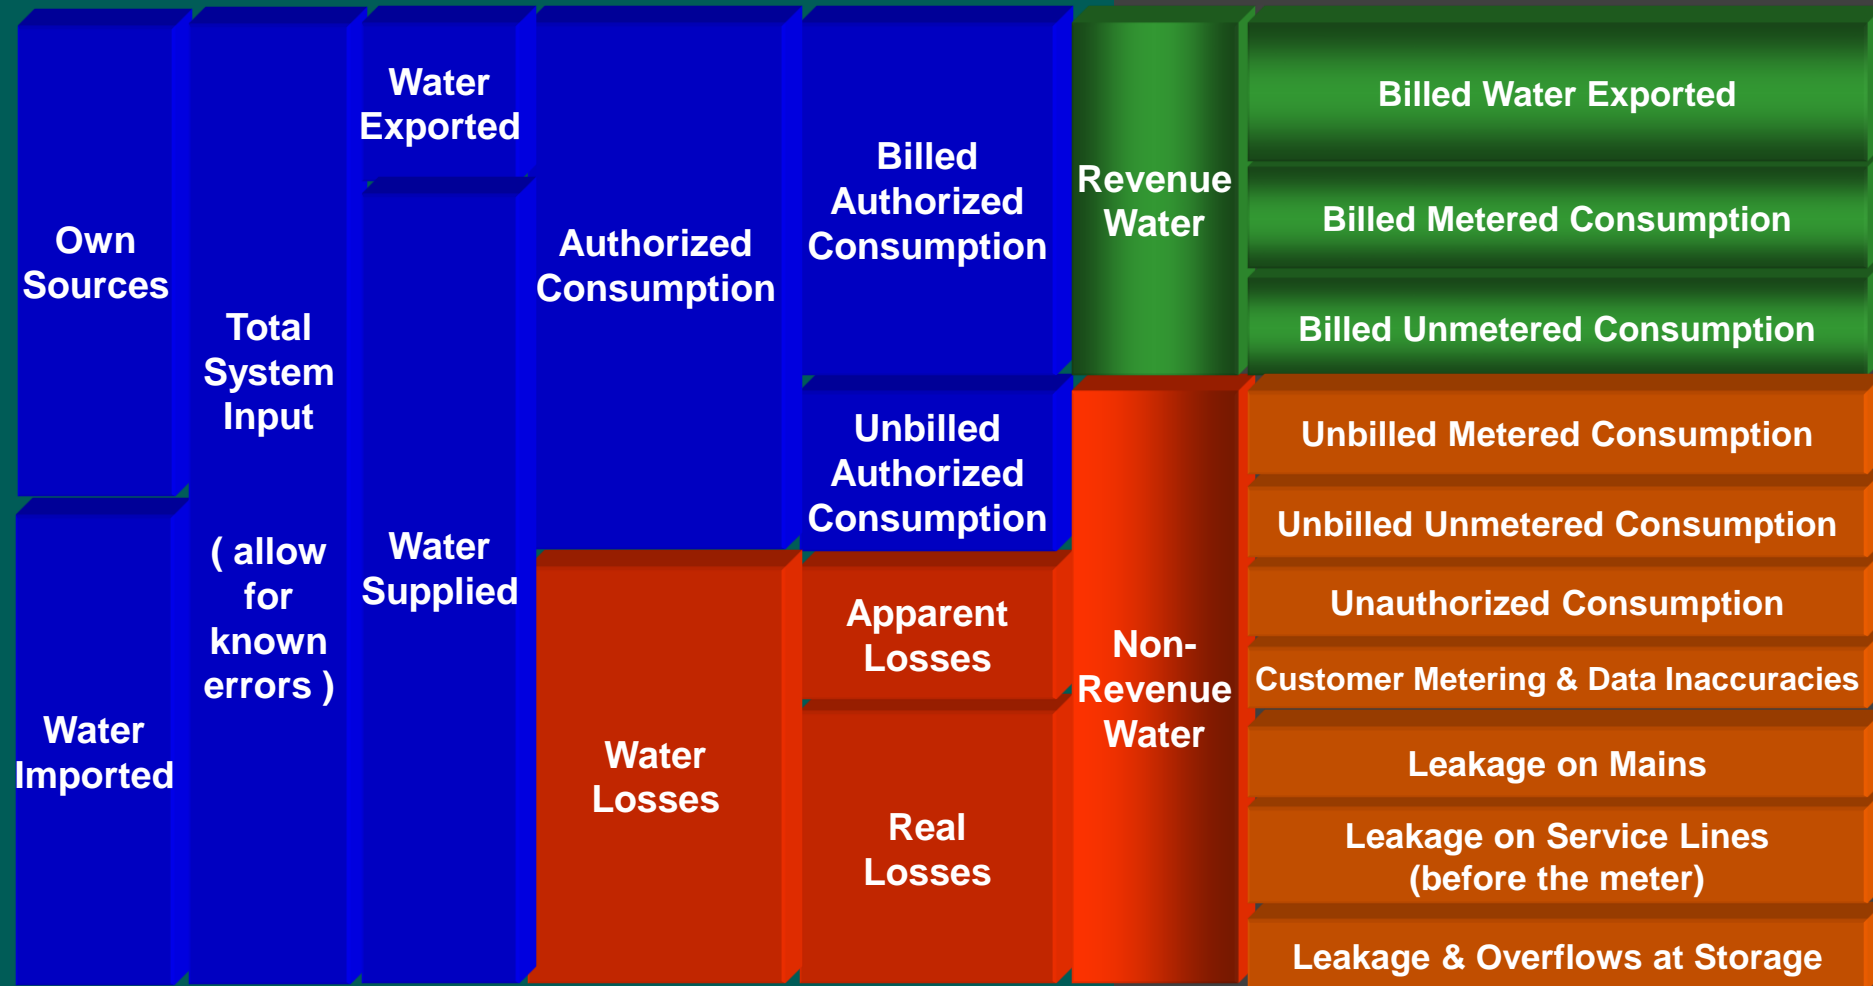 Own
Sources
Water
Imported
Total
System
Input
( allow
for
known
errors )
Water
Exported
Water
Supplied
Authorized
Consumption
Water
Losses
Billed
Authorized
Consumption
Unbilled
Authorized
Consumption
Apparent
Losses
Real
Losses
Revenue
Water
Non-
Revenue
Water
Billed Water Exported
Billed Metered Consumption
Billed Unmetered Consumption
Unbilled Metered Consumption
Unbilled Unmetered Consumption
Unauthorized Consumption
Customer Metering & Data Inaccuracies
Leakage on Mains
Leakage on Service Lines
(before the meter)
Leakage & Overflows at Storage